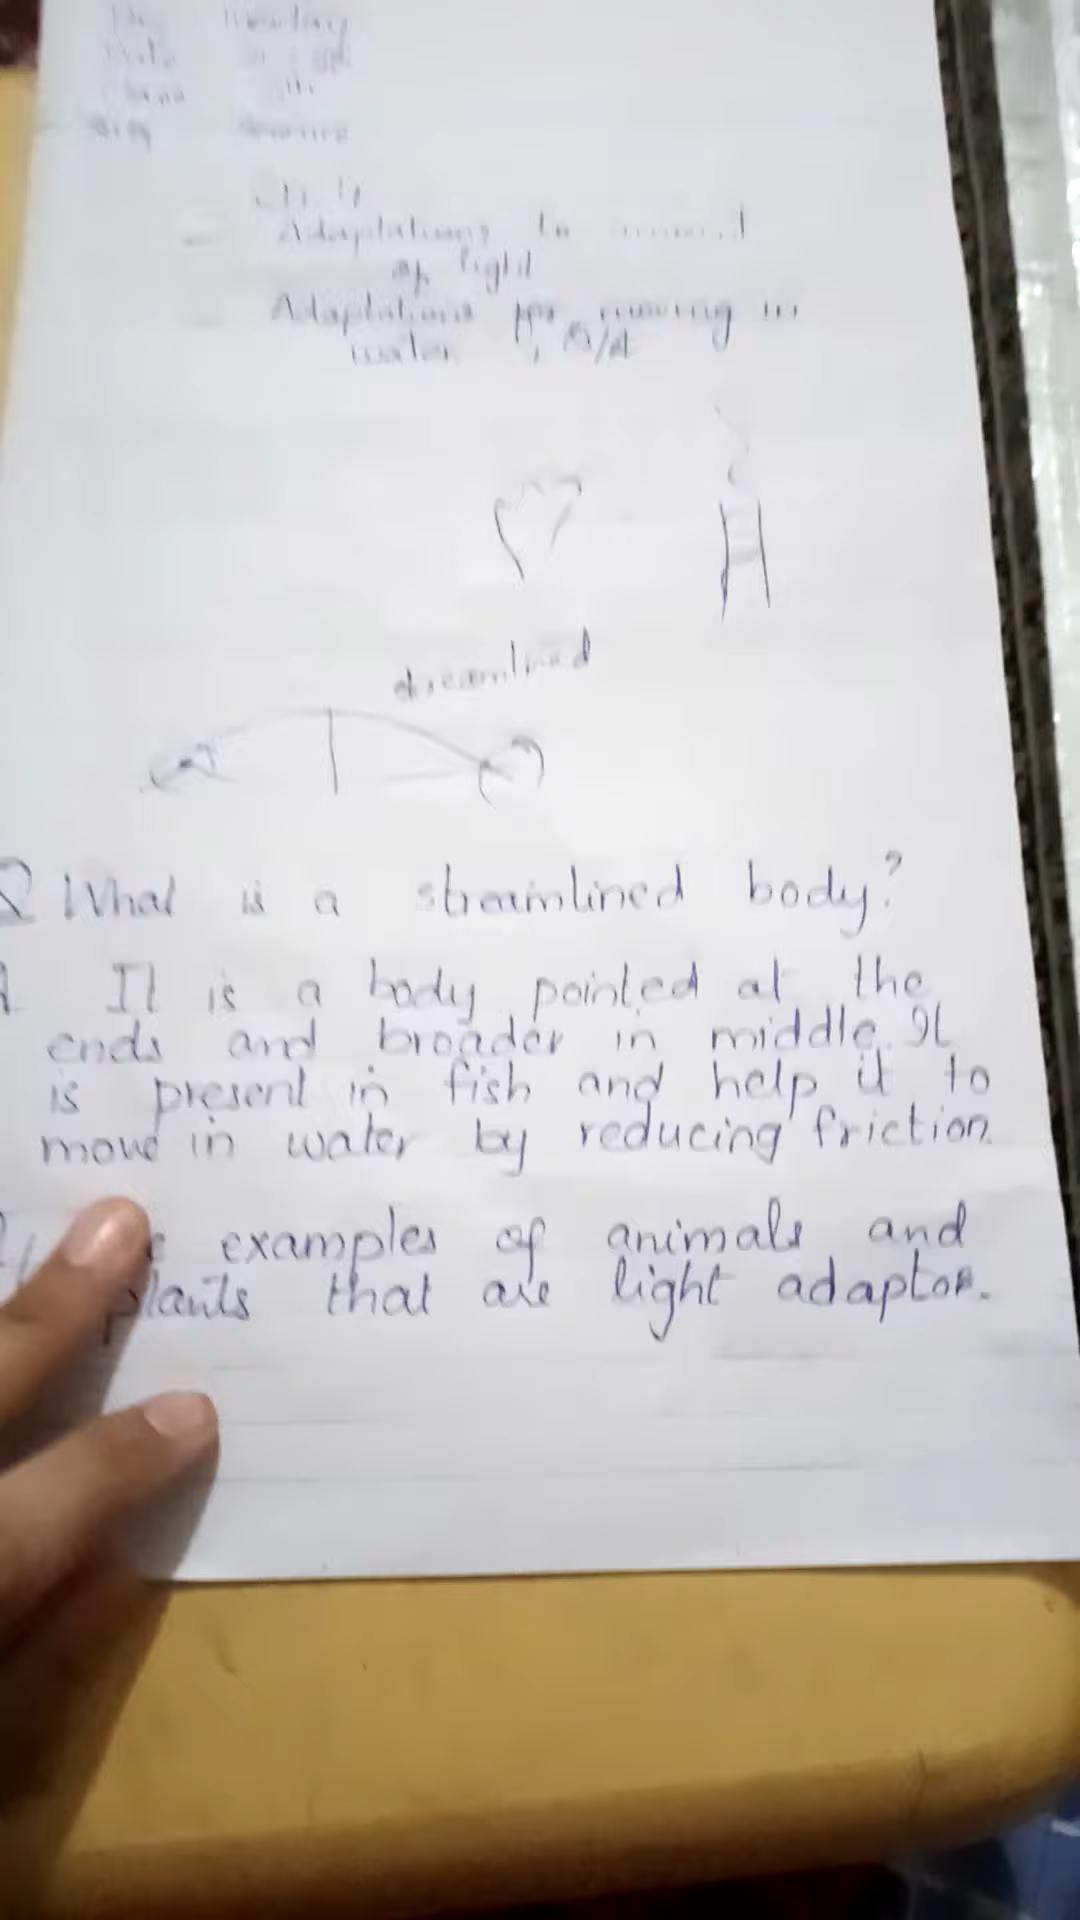 Adaptations to
of light
Adaptations for moving in
water, Q/A
streamlined
Q What is a streamlined body?
A It is a body pointed at the
ends and broader in middle. It
is present in fish and help it to
move in water by reducing friction.
examples of animals and
plants that are light adaptor.